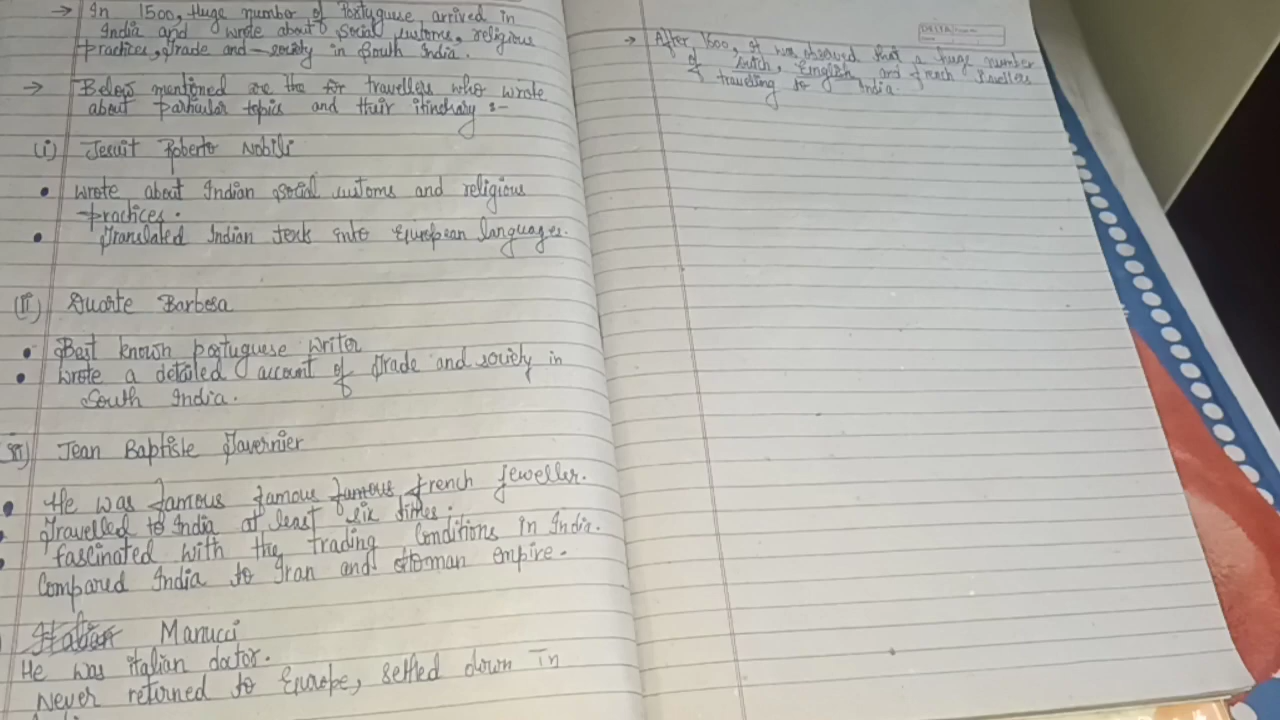 → In 1500, Huge number of Portuguese, arrived in
India and wrote about social customs, religious
practices, trade and society in South India.
→ Below mentioned are the for travellers who wrote
about particular topics and their itinerary :-
(i) Jesuit Roberto Nobili
• Wrote about Indian social customs and religious
practices.
• Translated Indian texts into European languages.
(ii) Duarte Barbosa
• Best known portuguese writer
• Wrote a detailed account of trade and society in
South India.
(iii) Jean Baptiste Tavernier
• He was famous famous famous french jeweller.
• Travelled to India at least six times.
• fascinated with the trading conditions in India.
Compared India to Iran and ottoman empire.
Italian Manucci
He was italian doctor.
Never returned to Europe, settled down in
→ After 1600, it was observed that a huge number
of Dutch, English, and french travellers
travelling to India.